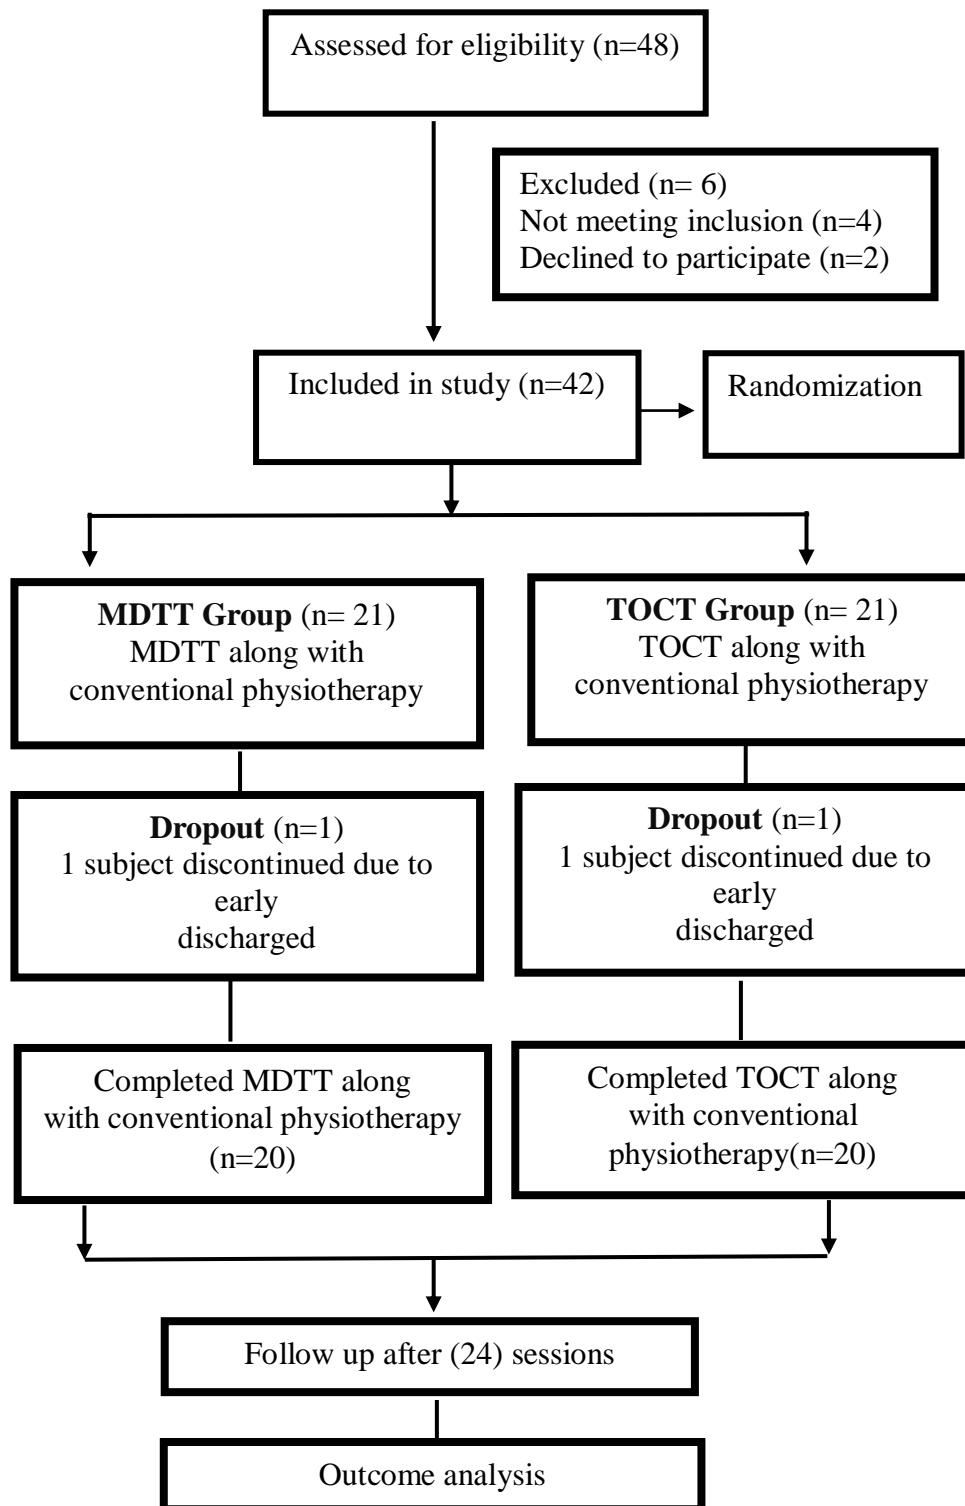 Assessed for eligibility (n=48)
Excluded (n= 6)
Not meeting inclusion (n=4)
Declined to participate (n=2)
Included in study (n=42)
Randomization
MDTT Group (n= 21)
MDTT along with
conventional physiotherapy
TOCT Group (n= 21)
TOCT along with
conventional physiotherapy
Dropout (n=1)
1 subject discontinued due to
early
discharged
Dropout (n=1)
1 subject discontinued due to
early
discharged
Completed MDTT along
with conventional physiotherapy
(n=20)
Completed TOCT along
with conventional
physiotherapy(n=20)
Follow up after (24) sessions
Outcome analysis